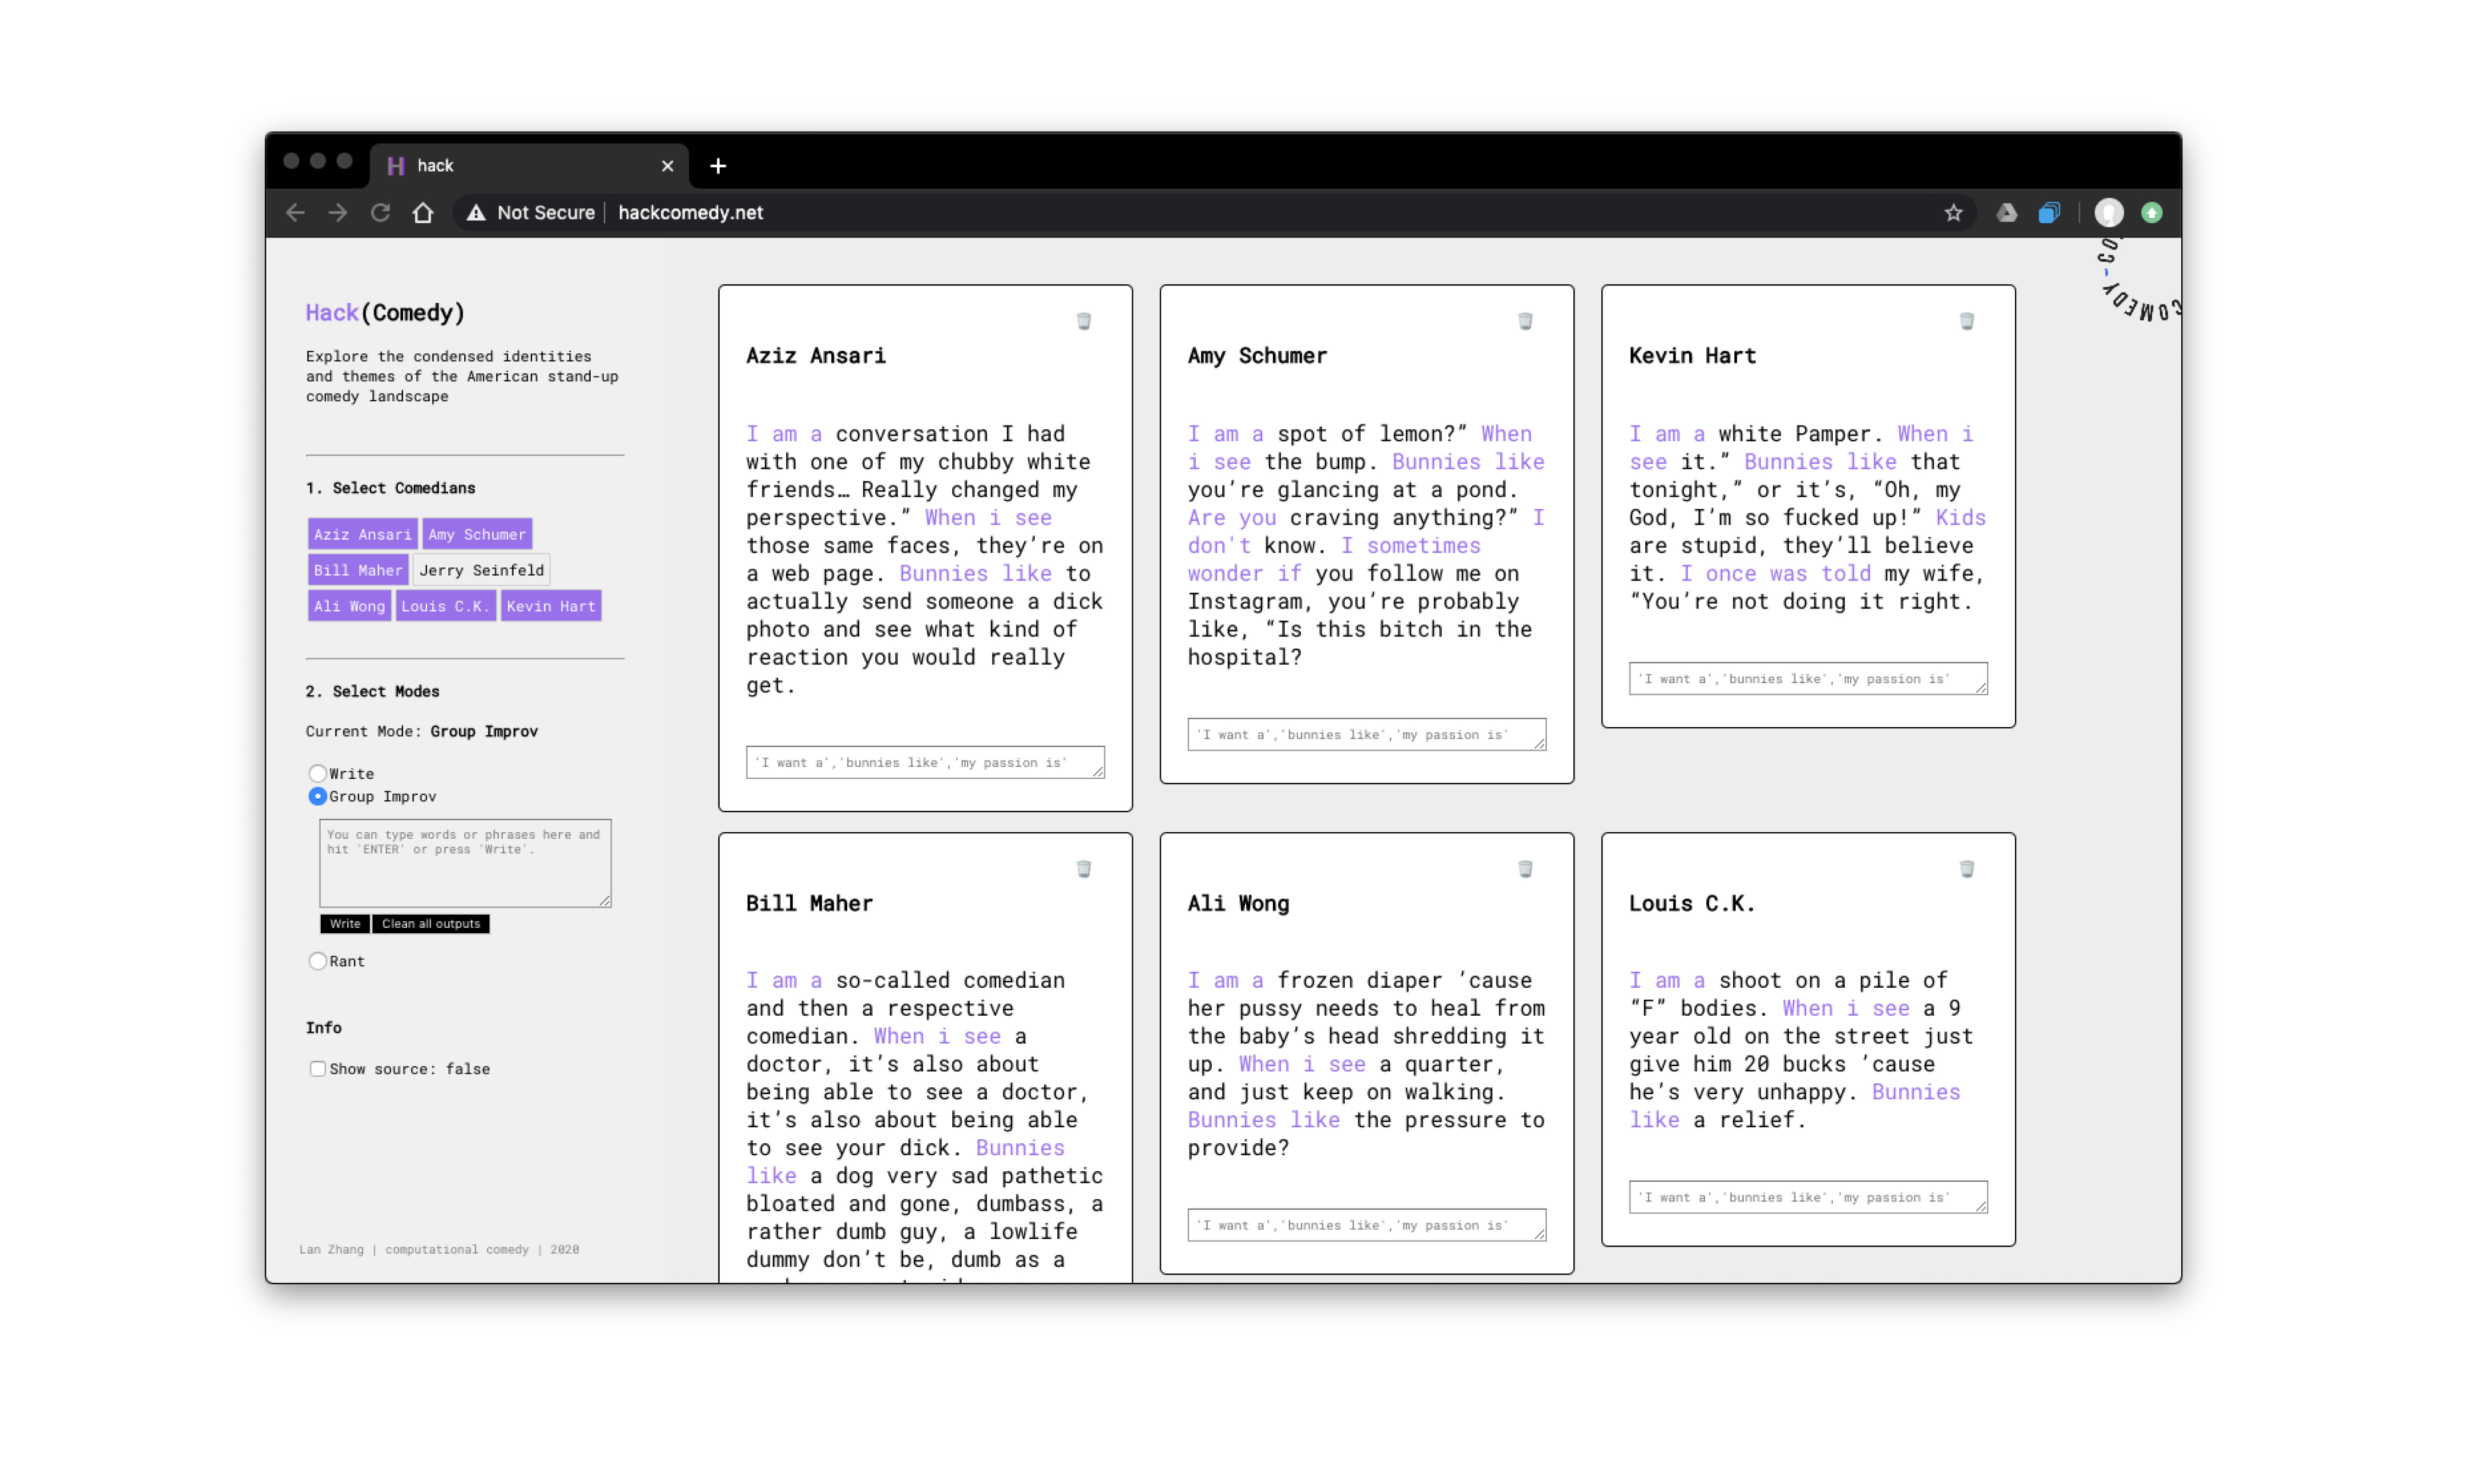 hack
Not Secure
hackcomedy.net
Hack(Comedy)
Explore the condensed identities
and themes of the American stand-up
comedy landscape
1. Select Comedians
Aziz Ansari
Amy Schumer
Bill Maher
Jerry Seinfeld
Ali Wong
Louis C.K.
Kevin Hart
2. Select Modes
Current Mode: Group Improv
Write
Group Improv
You can type words or phrases here and
hit 'ENTER' or press 'Write'.
Write
Clean all outputs
Rant
Info
Show source: false
Lan Zhang | computational comedy | 2020
Aziz Ansari
I am a conversation I had
with one of my chubby white
friends… Really changed my
perspective.” When i see
those same faces, they’re on
a web page. Bunnies like to
actually send someone a dick
photo and see what kind of
reaction you would really
get.
'I want a','bunnies like','my passion is'
Amy Schumer
I am a spot of lemon?” When
i see the bump. Bunnies like
you’re glancing at a pond.
Are you craving anything?” I
don't know. I sometimes
wonder if you follow me on
Instagram, you’re probably
like, “Is this bitch in the
hospital?
'I want a','bunnies like','my passion is'
Kevin Hart
I am a white Pamper. When i
see it.” Bunnies like that
tonight,” or it’s, “Oh, my
God, I’m so fucked up!” Kids
are stupid, they’ll believe
it. I once was told my wife,
“You’re not doing it right.
'I want a','bunnies like','my passion is'
COMEDY-CO
Bill Maher
I am a so-called comedian
and then a respective
comedian. When i see a
doctor, it’s also about
being able to see a doctor,
it’s also about being able
to see your dick. Bunnies
like a dog very sad pathetic
bloated and gone, dumbass, a
rather dumb guy, a lowlife
dummy don’t be, dumb as a
Ali Wong
I am a frozen diaper ’cause
her pussy needs to heal from
the baby’s head shredding it
up. When i see a quarter,
and just keep on walking.
Bunnies like the pressure to
provide?
'I want a','bunnies like','my passion is'
Louis C.K.
I am a shoot on a pile of
“F” bodies. When i see a 9
year old on the street just
give him 20 bucks ’cause
he’s very unhappy. Bunnies
like a relief.
'I want a','bunnies like','my passion is'